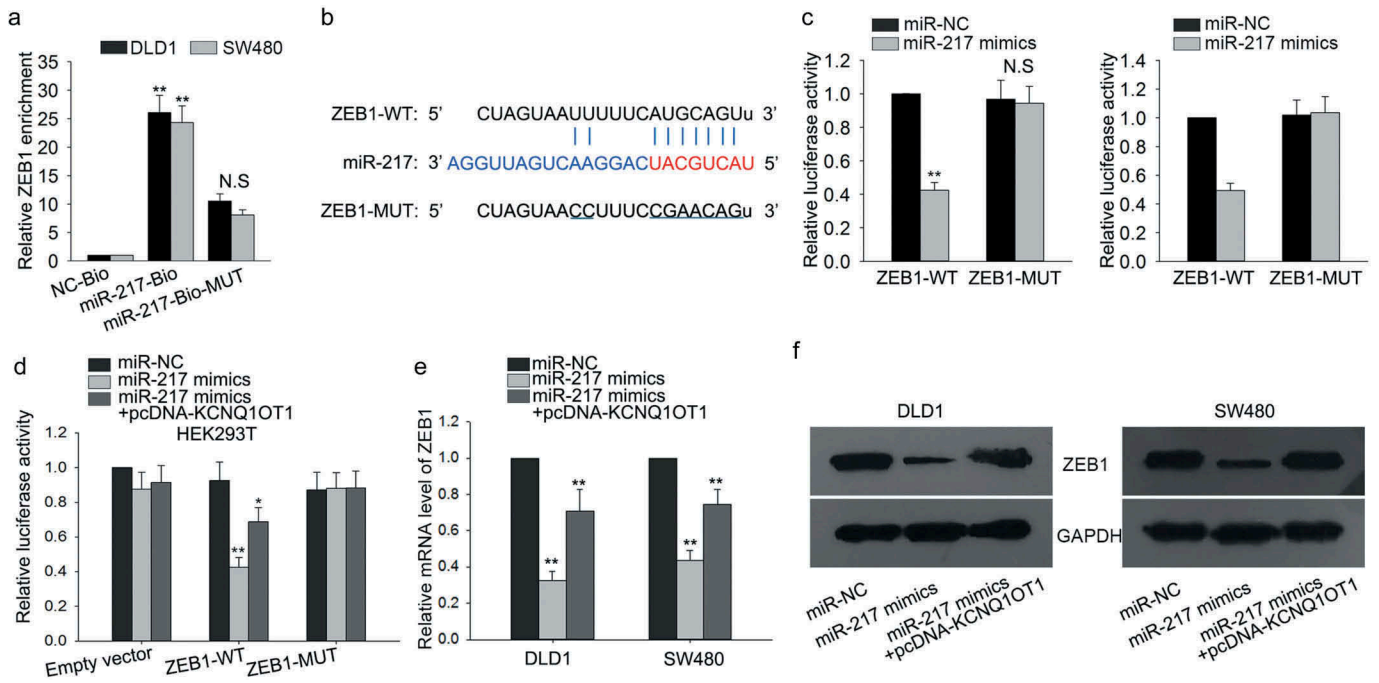 a
DLD1 SW480
Relative ZEB1 enrichment
35
30
25
20
15
10
5
0
** **
N.S
NC-Bio
miR-217-Bio
miR-217-Bio-MUT
b
ZEB1-WT: 5’ CUAGUAAUUUUUCAUGCAGUu 3’
miR-217: 3’ AGGUUAGUCAAGGACUACGUCAU 5’
ZEB1-MUT: 5’ CUAGUAACCUUUCCGAACAGu 3’
c
miR-NC
miR-217 mimics
Relative luciferase activity
1.2
1.0
0.8
0.6
0.4
0.2
0.0
**
N.S
ZEB1-WT ZEB1-MUT
miR-NC
miR-217 mimics
Relative luciferase activity
1.4
1.2
1.0
0.8
0.6
0.4
0.2
0.0
ZEB1-WT ZEB1-MUT
d
miR-NC
miR-217 mimics
miR-217 mimics
+pcDNA-KCNQ1OT1
HEK293T
Relative luciferase activity
1.2
1.0
0.8
0.6
0.4
0.2
0.0
**
*
Empty vector
ZEB1-WT
ZEB1-MUT
e
miR-NC
miR-217 mimics
miR-217 mimics
+pcDNA-KCNQ1OT1
Relative mRNA level of ZEB1
1.2
1.0
0.8
0.6
0.4
0.2
0.0
**
**
**
**
DLD1 SW480
f
DLD1 SW480
ZEB1
GAPDH
miR-NC
miR-217 mimics
miR-217 mimics
+pcDNA-KCNQ1OT1
miR-NC
miR-217 mimics
miR-217 mimics
+pcDNA-KCNQ1OT1